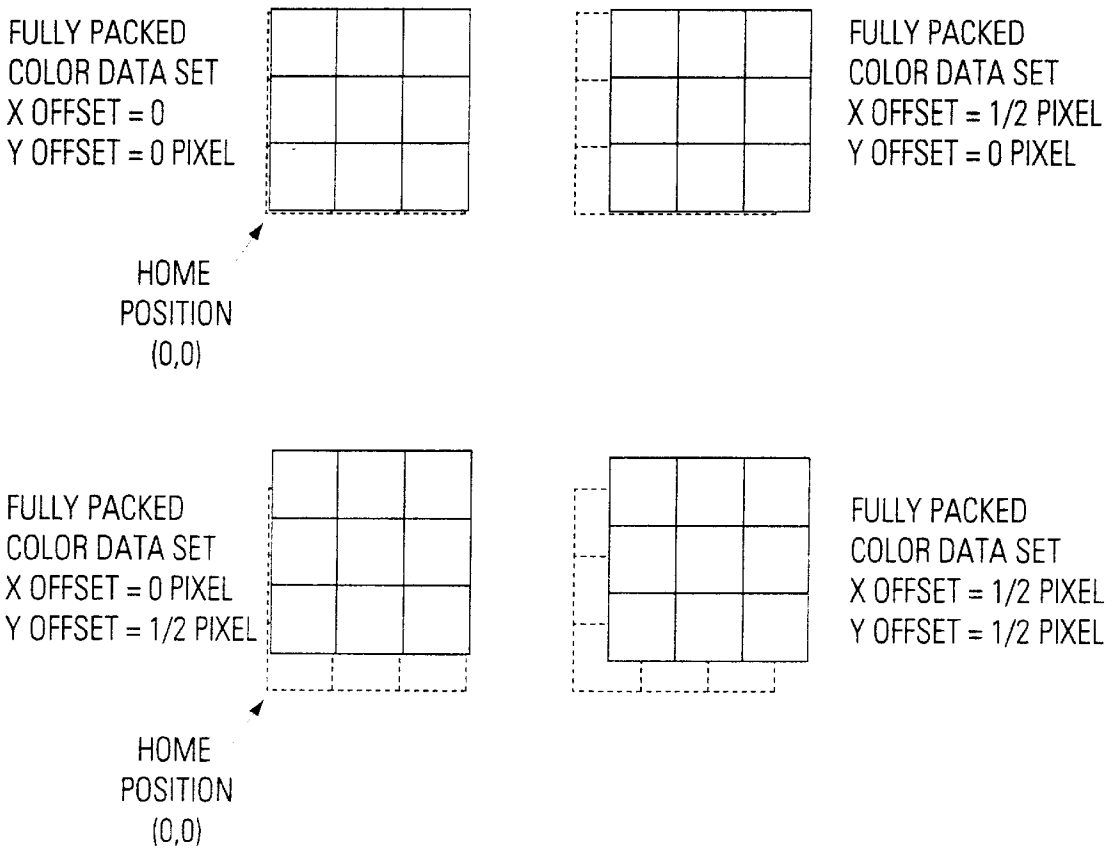 FULLY PACKED
COLOR DATA SET
X OFFSET = 0
Y OFFSET = 0 PIXEL
FULLY PACKED
COLOR DATA SET
X OFFSET = 1/2 PIXEL
Y OFFSET = 0 PIXEL
HOME
POSITION
(0,0)
FULLY PACKED
COLOR DATA SET
X OFFSET = 0 PIXEL
Y OFFSET = 1/2 PIXEL
FULLY PACKED
COLOR DATA SET
X OFFSET = 1/2 PIXEL
Y OFFSET = 1/2 PIXEL
HOME
POSITION
(0,0)